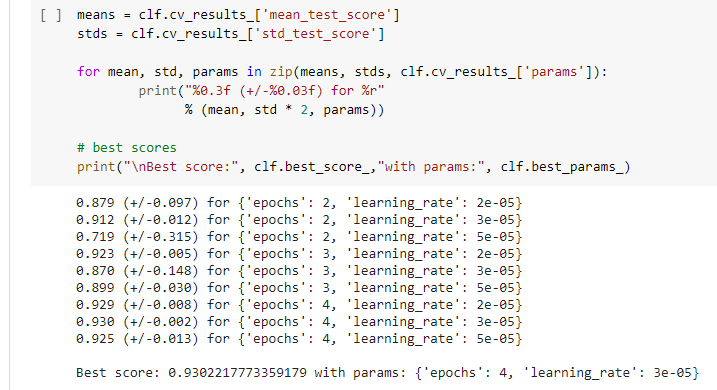 [ ] means = clf.cv_results_['mean_test_score']
stds = clf.cv_results_['std_test_score']
for mean, std, params in zip(means, stds, clf.cv_results_['params']):
print("%0.3f (+/-%0.03f) for %r"
% (mean, std * 2, params))
# best scores
print("\nBest score:", clf.best_score_,"with params:", clf.best_params_)
0.879 (+/-0.097) for {'epochs': 2, 'learning_rate': 2e-05}
0.912 (+/-0.012) for {'epochs': 2, 'learning_rate': 3e-05}
0.719 (+/-0.315) for {'epochs': 2, 'learning_rate': 5e-05}
0.923 (+/-0.005) for {'epochs': 3, 'learning_rate': 2e-05}
0.870 (+/-0.148) for {'epochs': 3, 'learning_rate': 3e-05}
0.899 (+/-0.030) for {'epochs': 3, 'learning_rate': 5e-05}
0.929 (+/-0.008) for {'epochs': 4, 'learning_rate': 2e-05}
0.930 (+/-0.002) for {'epochs': 4, 'learning_rate': 3e-05}
0.925 (+/-0.013) for {'epochs': 4, 'learning_rate': 5e-05}
Best score: 0.9302217773359179 with params: {'epochs': 4, 'learning_rate': 3e-05}